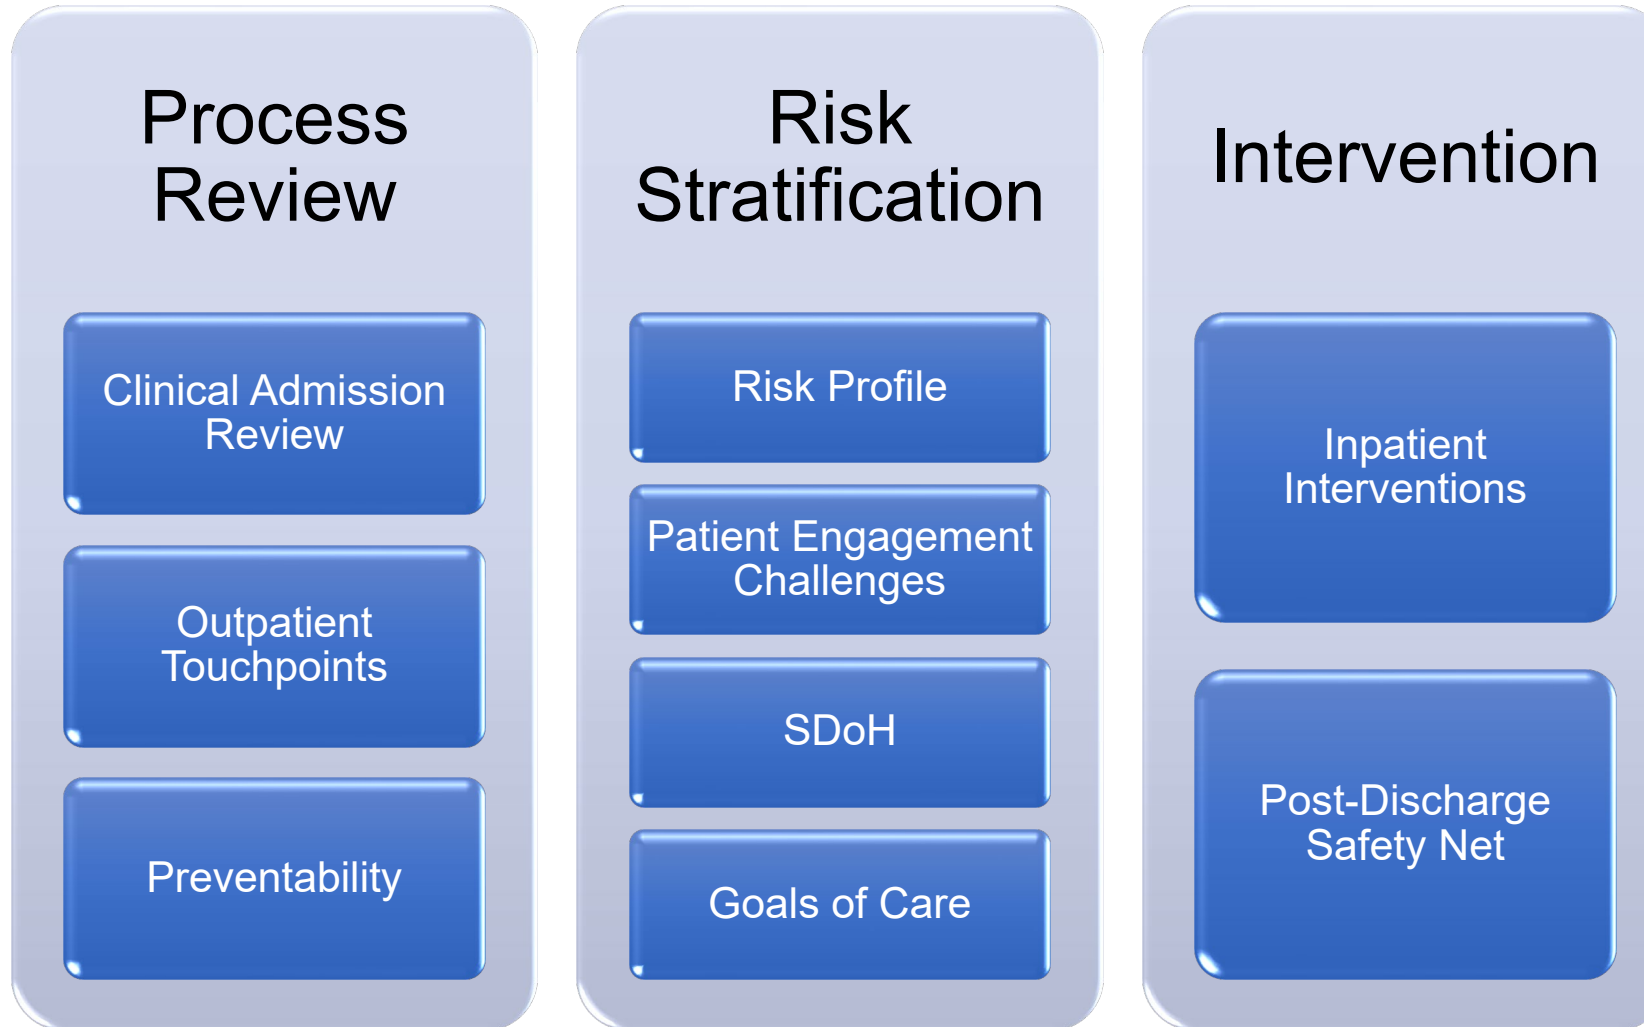 Process
Review
Clinical Admission
Review
Outpatient
Touchpoints
Preventability
Risk
Stratification
Risk Profile
Patient Engagement
Challenges
SDoH
Goals of Care
Intervention
Inpatient
Interventions
Post-Discharge
Safety Net